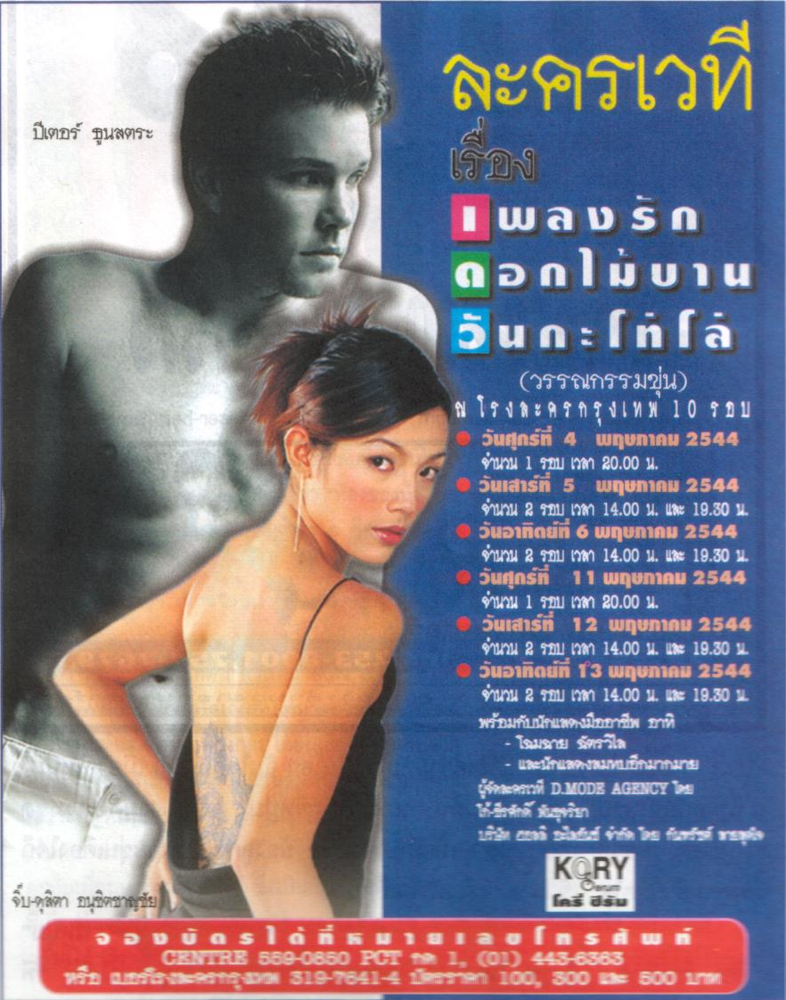 ละครเวที
เรื่อง
เพลงรัก
ดอกไม้บาน
วันกะโท้โล้
(วรรณกรรมขุ่น)
ณ โรงละครกรุงเทพ 10 รอบ
วันศุกร์ที่ 4 พฤษภาคม 2544
จำนวน 1 รอบ เวลา 20.00 น.
วันเสาร์ที่ 5 พฤษภาคม 2544
จำนวน 2 รอบ เวลา 14.00 น. และ 19.30 น.
วันอาทิตย์ที่ 6 พฤษภาคม 2544
จำนวน 2 รอบ เวลา 14.00 น. และ 19.30 น.
วันศุกร์ที่ 11 พฤษภาคม 2544
จำนวน 1 รอบ เวลา 20.00 น.
วันเสาร์ที่ 12 พฤษภาคม 2544
จำนวน 2 รอบ เวลา 14.00 น. และ 19.30 น.
วันอาทิตย์ที่ 13 พฤษภาคม 2544
จำนวน 2 รอบ เวลา 14.00 น. และ 19.30 น.
พร้อมกับนักแสดงมืออาชีพ อาทิ
- โฉมฉาย ฉัตรวิไล
- และนักแสดงสมทบอีกมากมาย
ผู้จัดละครเวที D.MODE AGENCY โดย
โก้-ธีรศักดิ์ พันธุจริยา
บริษัท จำกัด โดย
KORY
โครี่ ฮีรัม
ปีเตอร์ ธูนสตระ
จิ๊บ-ดุสิตา อนุชิตชาญชัย
จองบัตรได้ที่หมายเลขโทรศัพท์
CENTRE 559-0850 PCT กด 1, (01) 443-6363
หรือ เบอร์โรงละครกรุงเทพ 319-7641-4 บัตรราคา 100, 300 และ 500 บาท